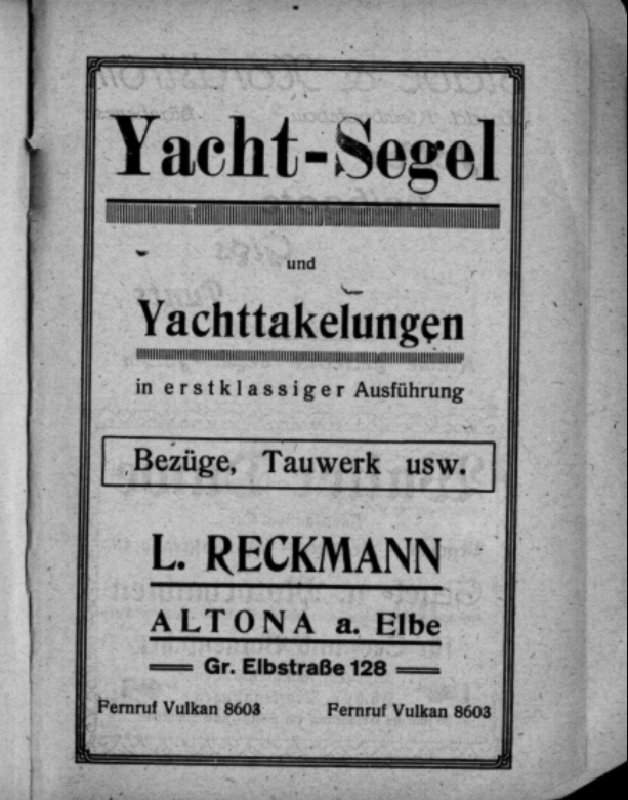 Yacht-Segel
und
Yachttakelungen
in erstklassiger Ausführung
Bezüge, Tauwerk usw.
L. RECKMANN
ALTONA a. Elbe
Gr. Elbstraße 128
Fernruf Vulkan 8603 Fernruf Vulkan 8603